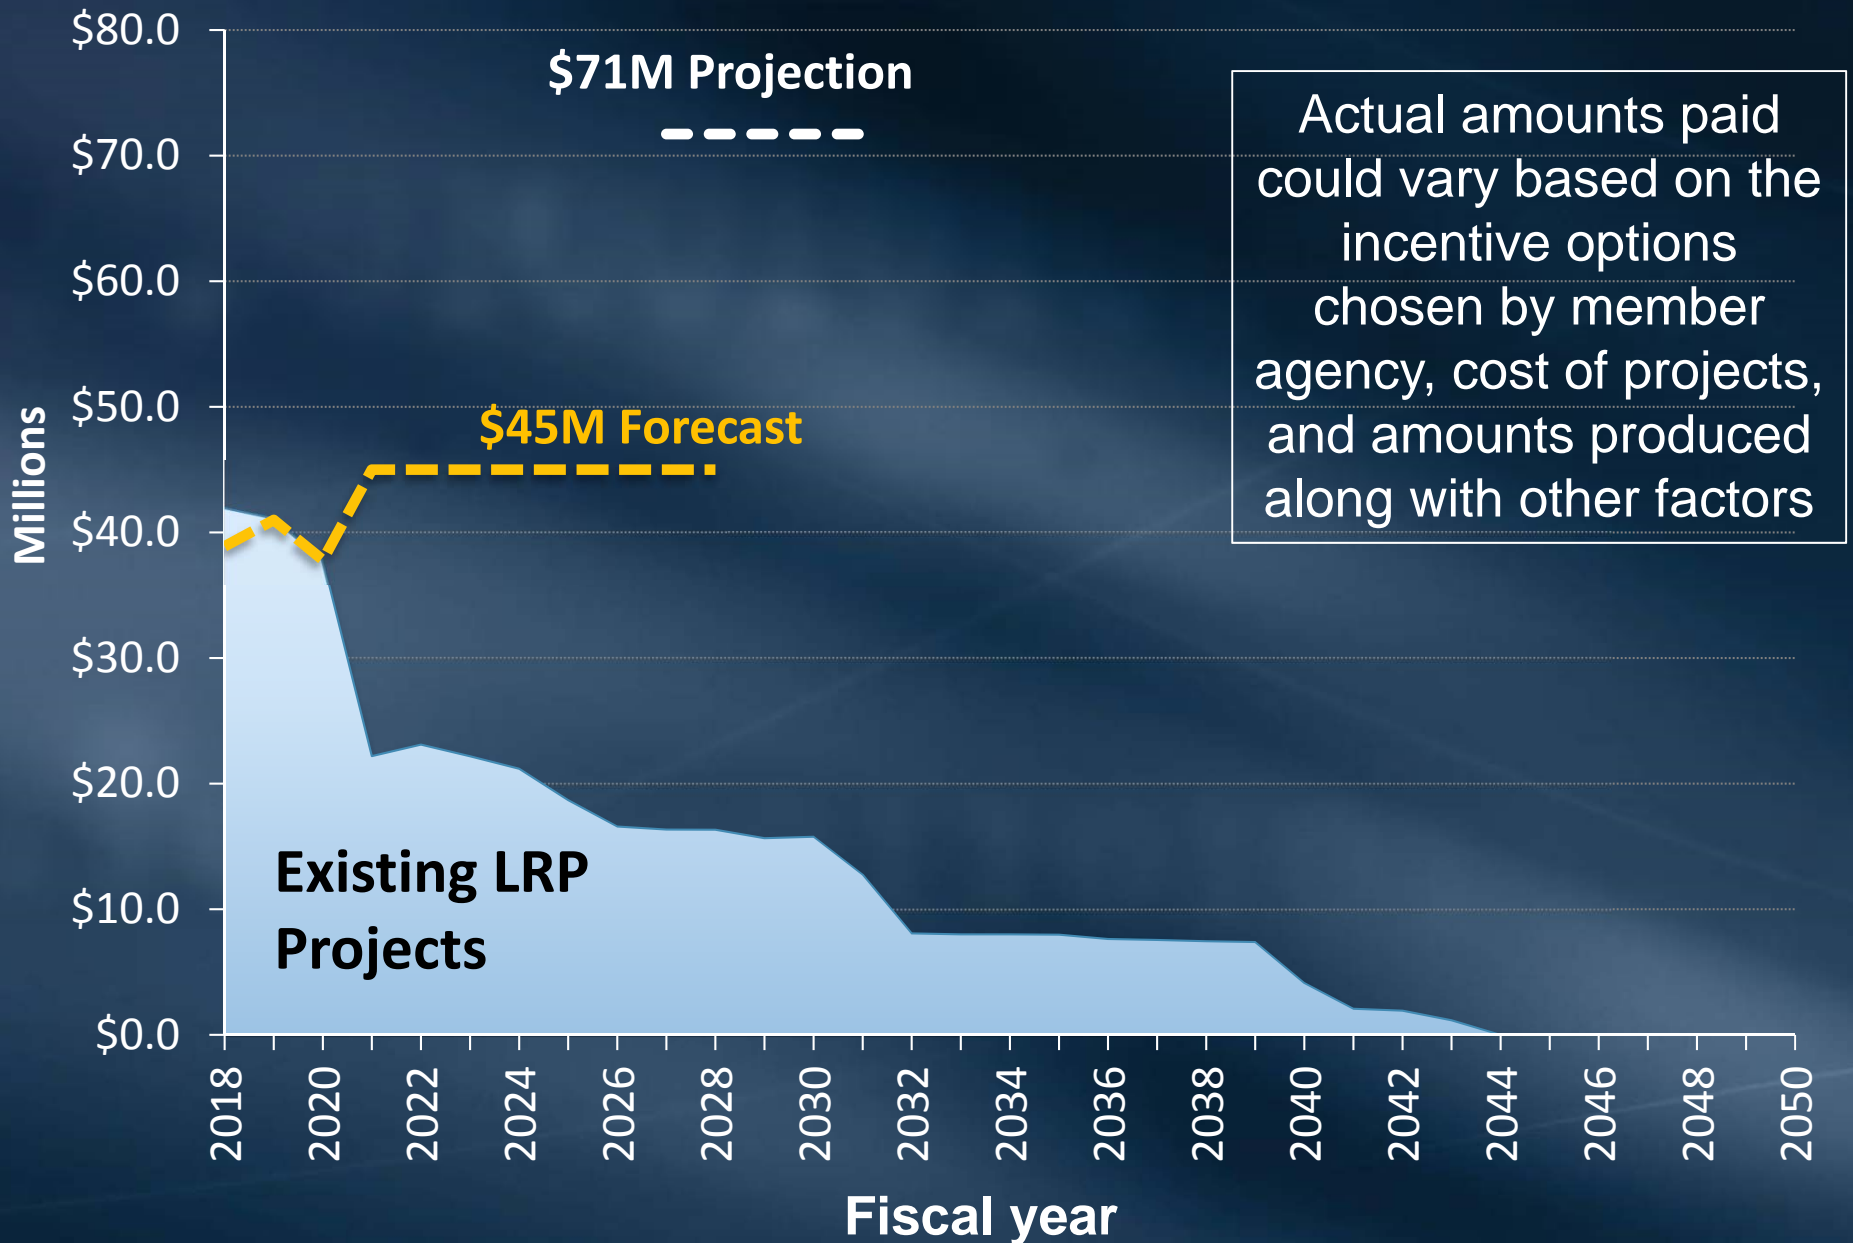 $80.0
$70.0
$60.0
$50.0
$40.0
$30.0
$20.0
$10.0
$0.0
Millions
$71M Projection
$45M Forecast
Existing LRP
Projects
Actual amounts paid
could vary based on the
incentive options
chosen by member
agency, cost of projects,
and amounts produced
along with other factors
2018
2020
2022
2024
2026
2028
2030
2032
2034
2036
2038
2040
2042
2044
2046
2048
2050
Fiscal year